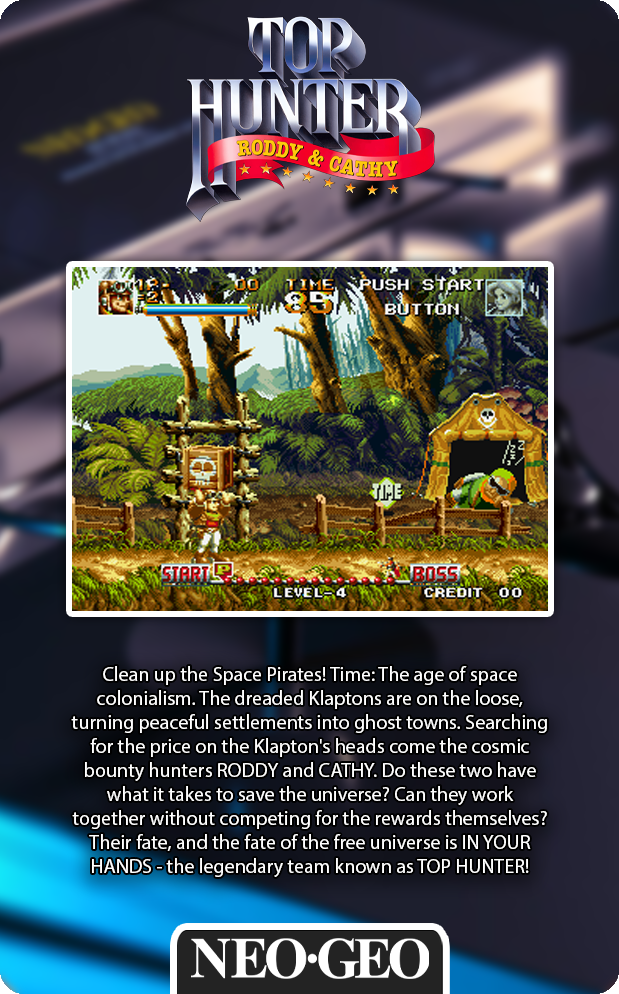 TOP
HUNTER
RODDY & CATHY
00 TIME PUSH START
85 BUTTON
TIME
START P BOSS
LEVEL-4 CREDIT 00
Clean up the Space Pirates! Time: The age of space
colonialism. The dreaded Klaptons are on the loose,
turning peaceful settlements into ghost towns. Searching
for the price on the Klapton's heads come the cosmic
bounty hunters RODDY and CATHY. Do these two have
what it takes to save the universe? Can they work
together without competing for the rewards themselves?
Their fate, and the fate of the free universe is IN YOUR
HANDS - the legendary team known as TOP HUNTER!
NEO•GEO